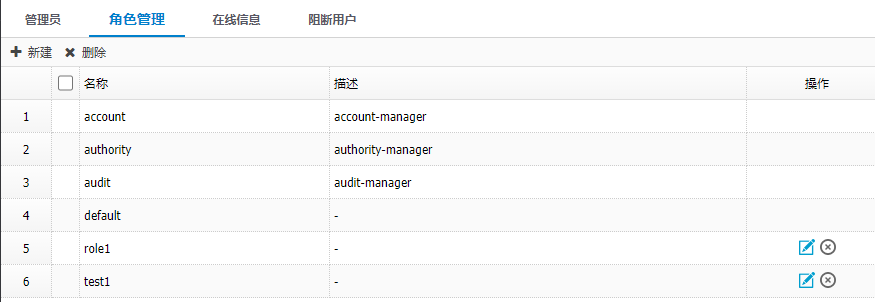 管理员 角色管理 在线信息 阻断用户
新建 删除
名称 描述 操作
1 account account-manager
2 authority authority-manager
3 audit audit-manager
4 default -
5 role1 -
6 test1 -